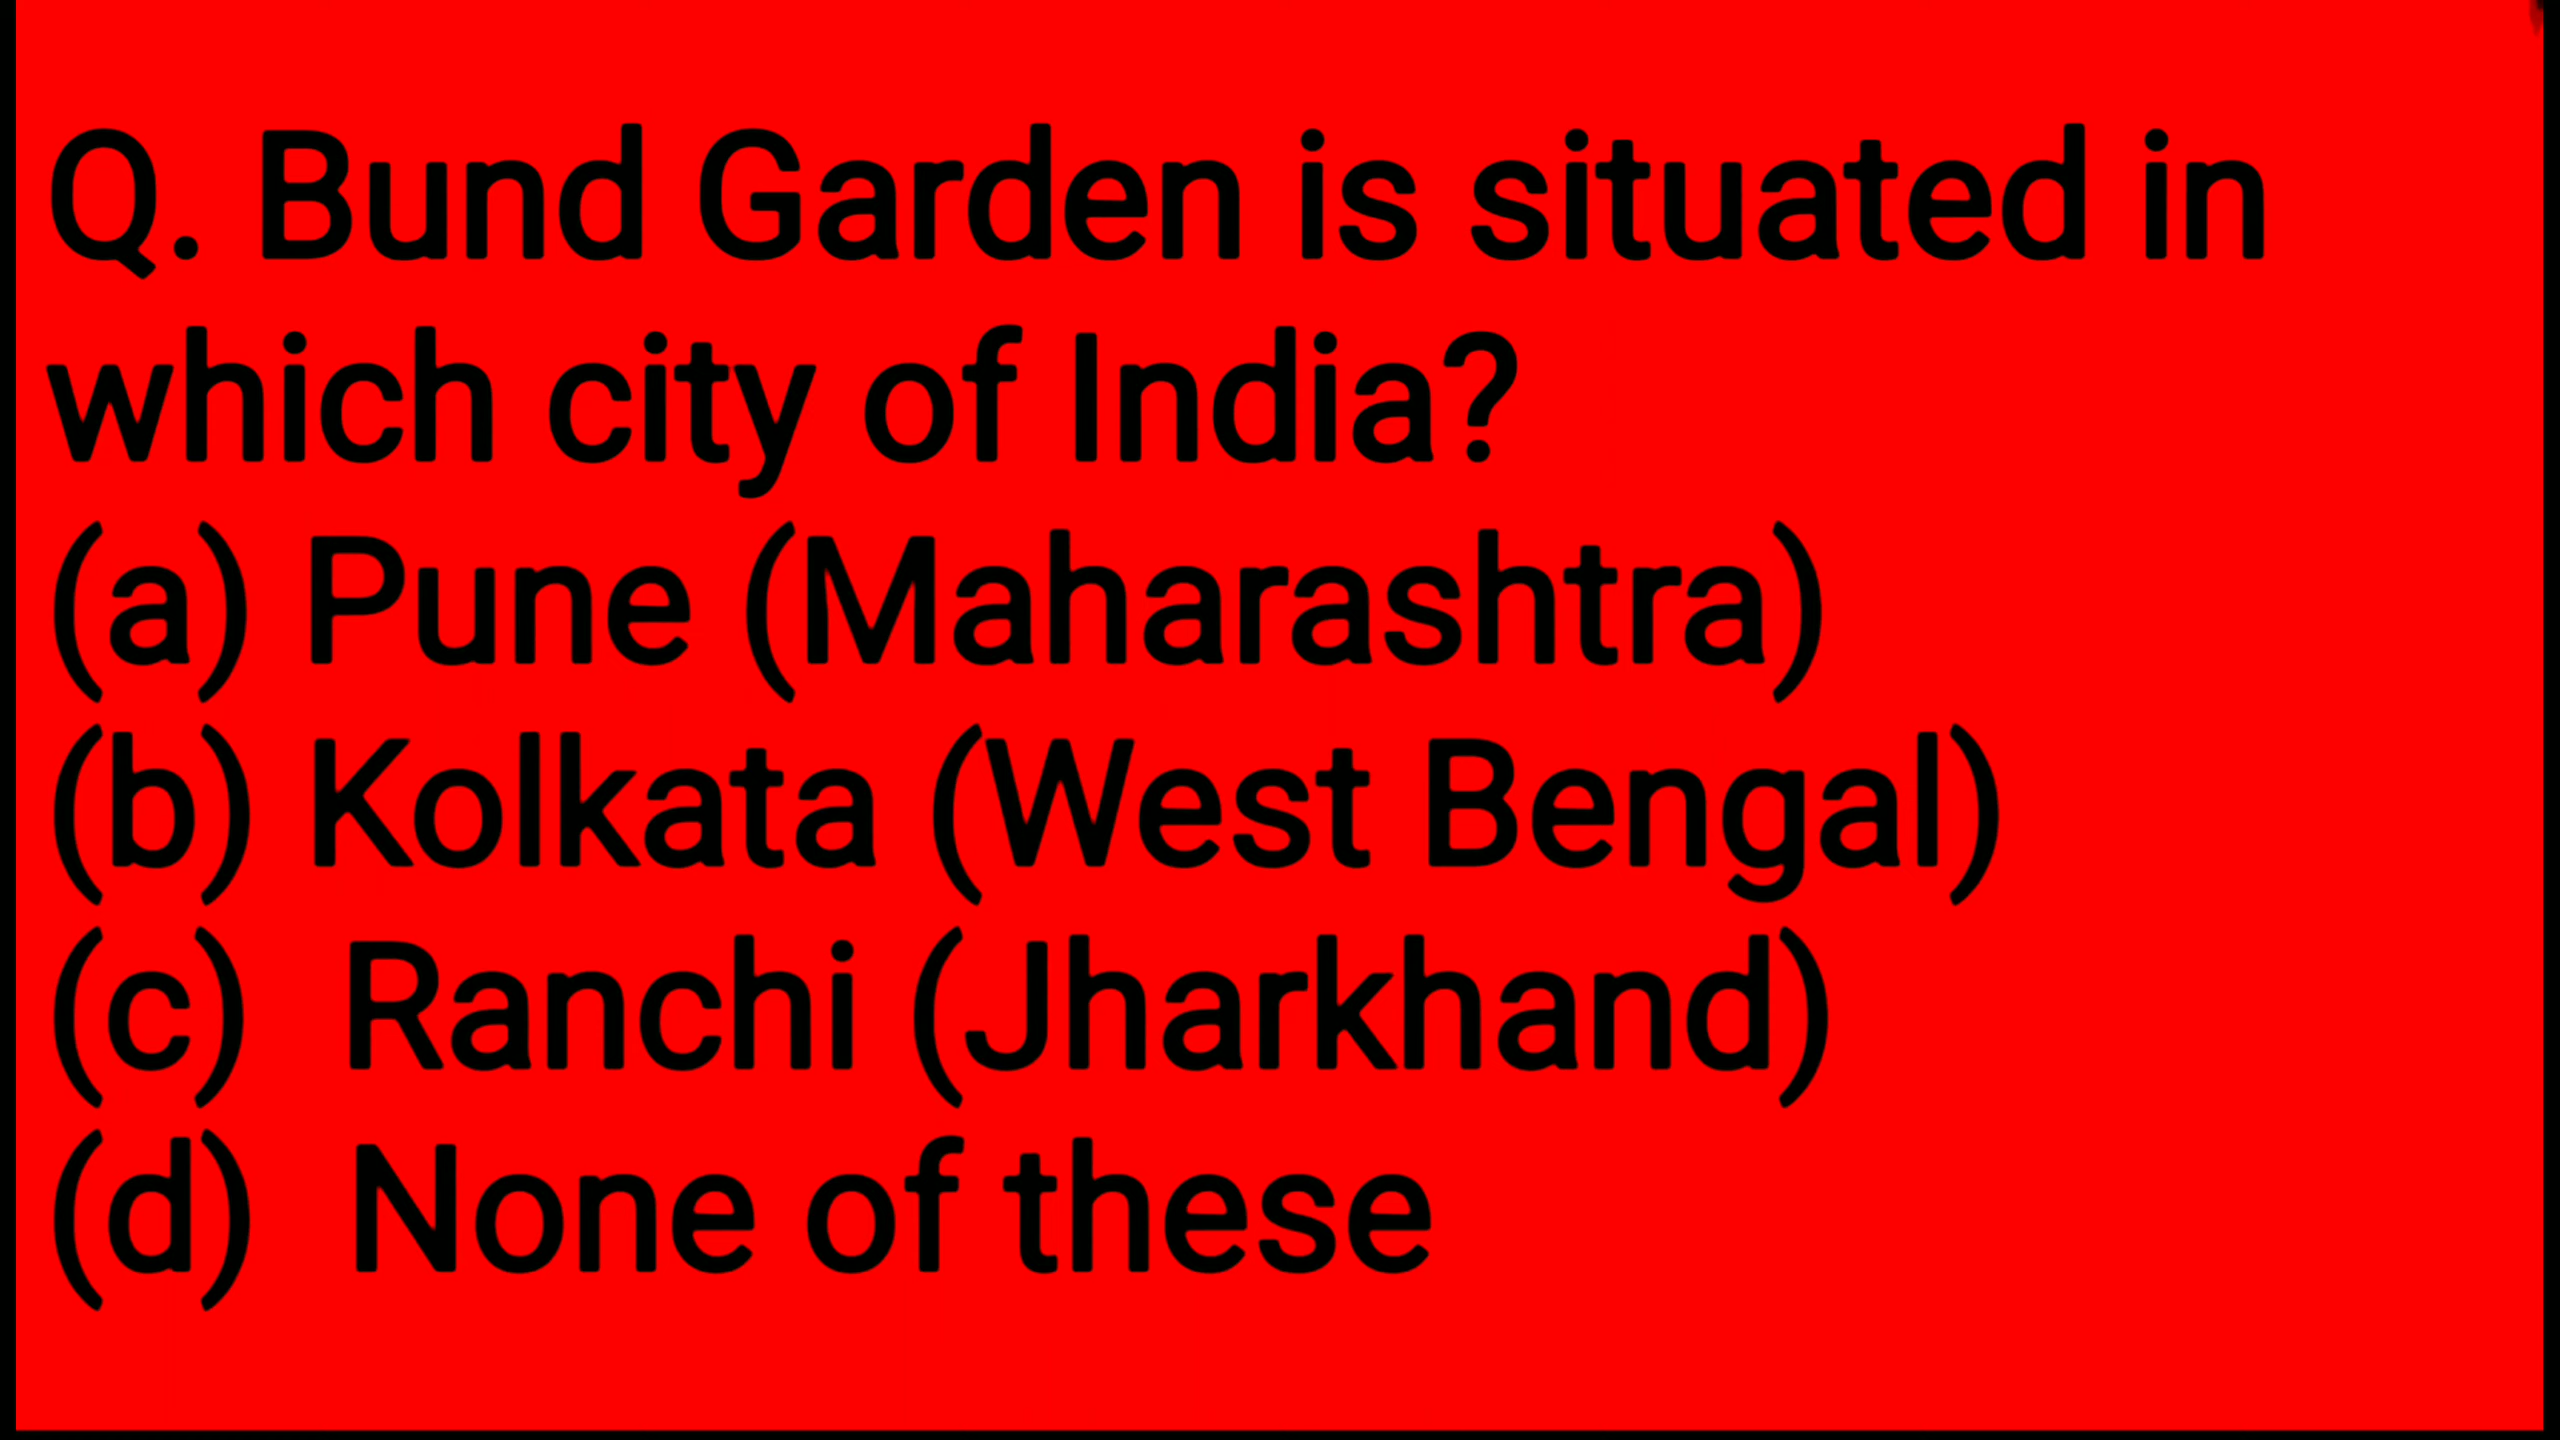 Q. Bund Garden is situated in
which city of India?
(a) Pune (Maharashtra)
(b) Kolkata (West Bengal)
(c) Ranchi (Jharkhand)
(d) None of these